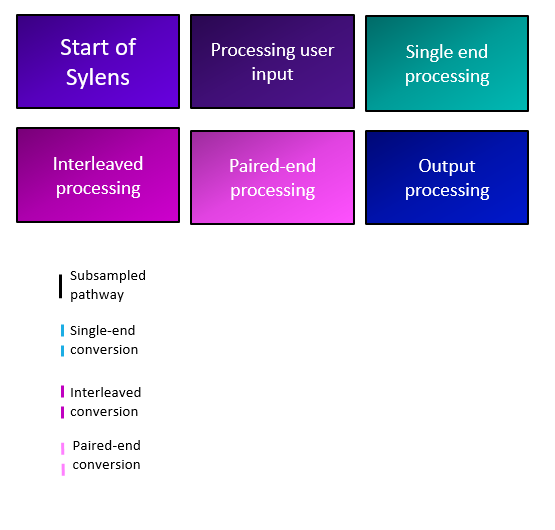 Start of
Sylens
Processing user
input
Single end
processing
Interleaved
processing
Paired-end
processing
Output
processing
Subsampled
pathway
Single-end
conversion
Interleaved
conversion
Paired-end
conversion